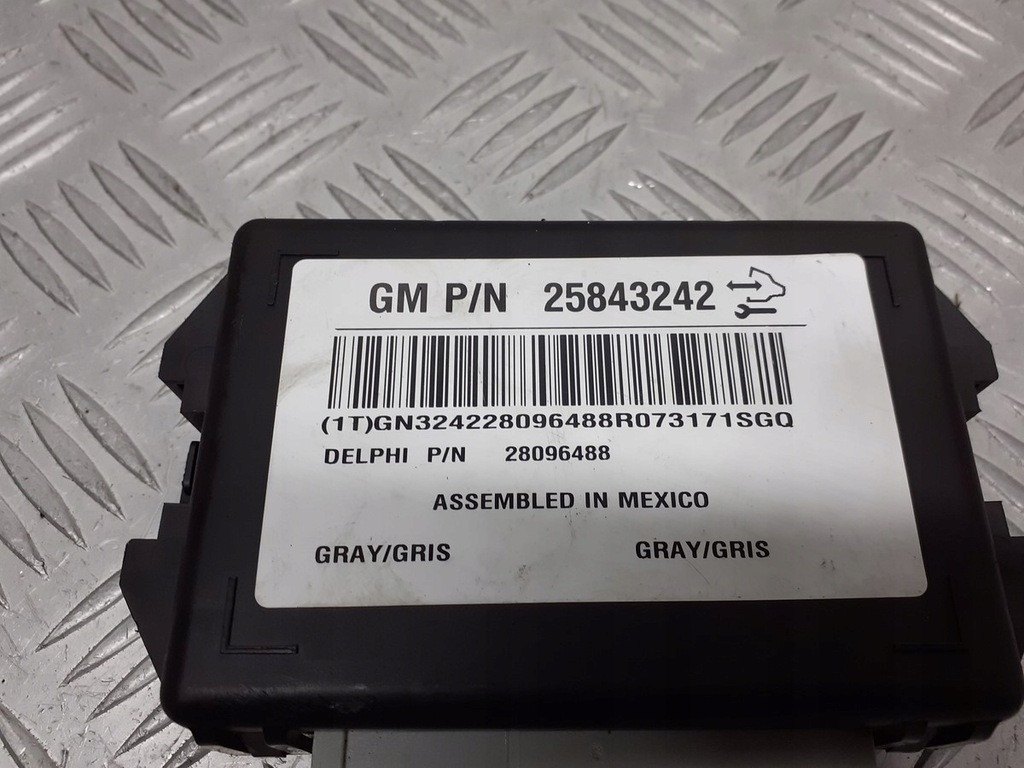 GM P/N 25843242
(1T)GN324228096488R073171SGQ
DELPHI P/N 28096488
ASSEMBLED IN MEXICO
GRAY/GRIS GRAY/GRIS